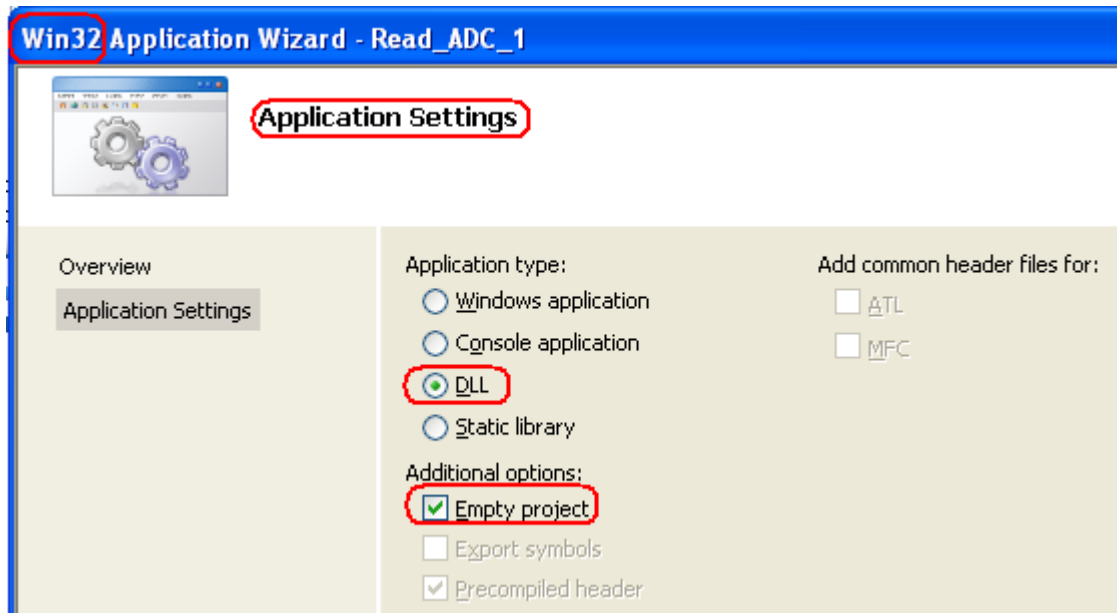 Win32 Application Wizard - Read_ADC_1
Application Settings
Overview
Application Settings
Application type:
Windows application
Console application
DLL
Static library
Additional options:
Empty project
Export symbols
Precompiled header
Add common header files for:
ATL
MFC